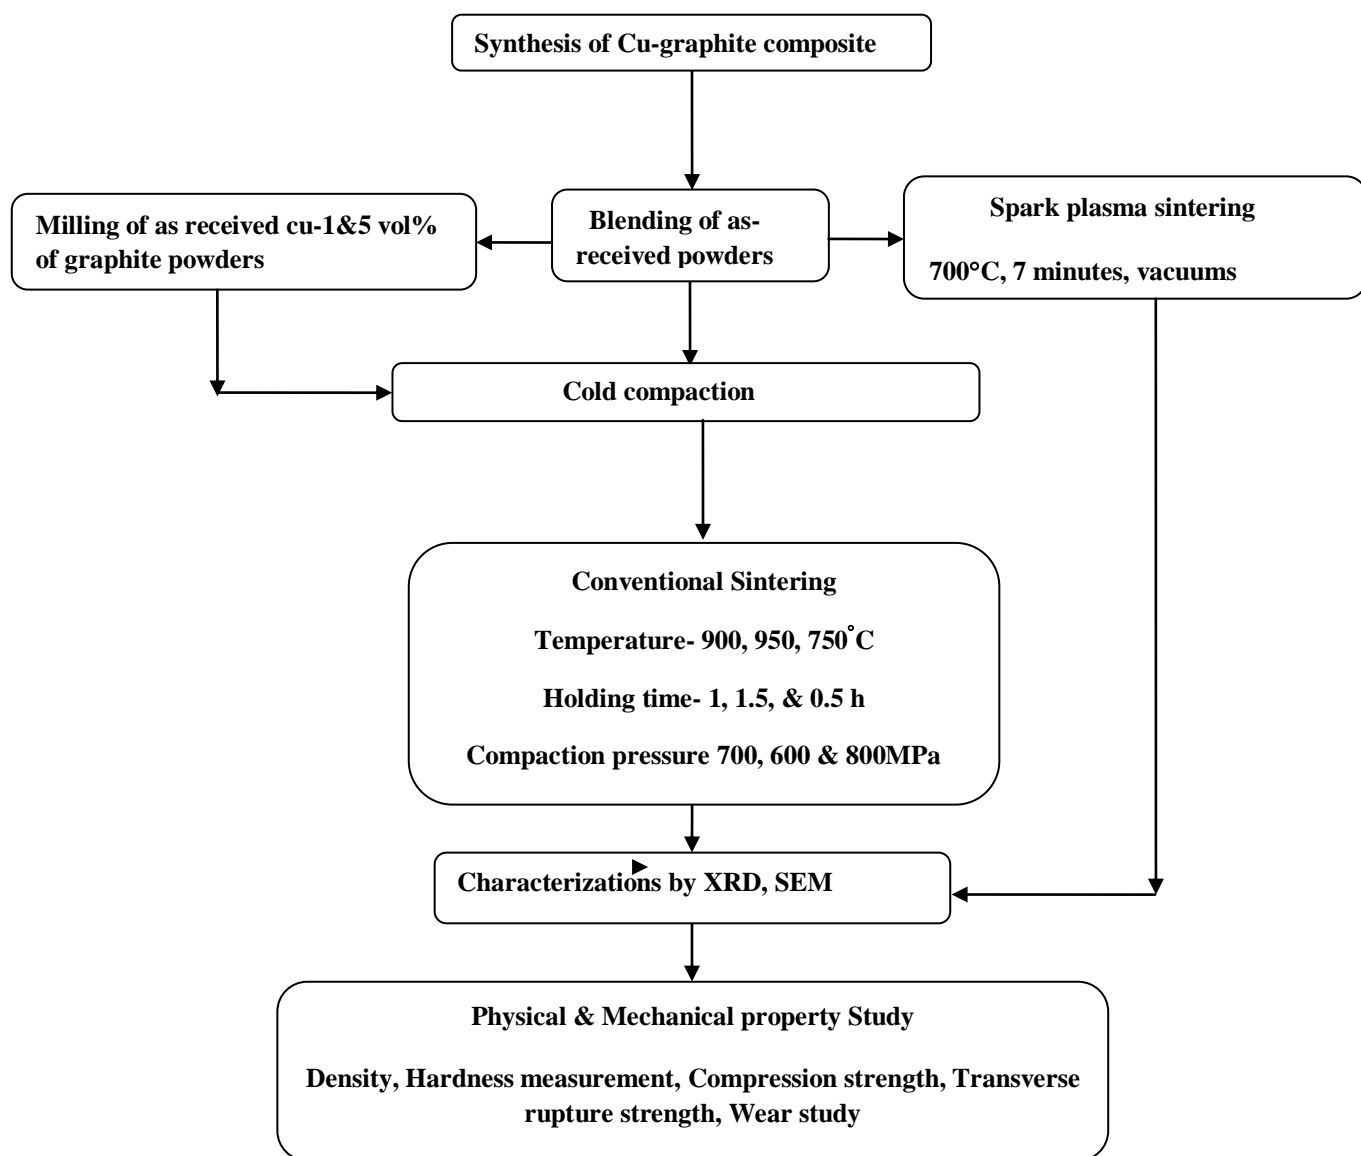 Synthesis of Cu-graphite composite
Milling of as received cu-1&5 vol%
of graphite powders
Blending of as-
received powders
Spark plasma sintering
700°C, 7 minutes, vacuums
Cold compaction
Conventional Sintering
Temperature- 900, 950, 750°C
Holding time- 1, 1.5, & 0.5 h
Compaction pressure 700, 600 & 800MPa
Characterizations by XRD, SEM
Physical & Mechanical property Study
Density, Hardness measurement, Compression strength, Transverse
rupture strength, Wear study